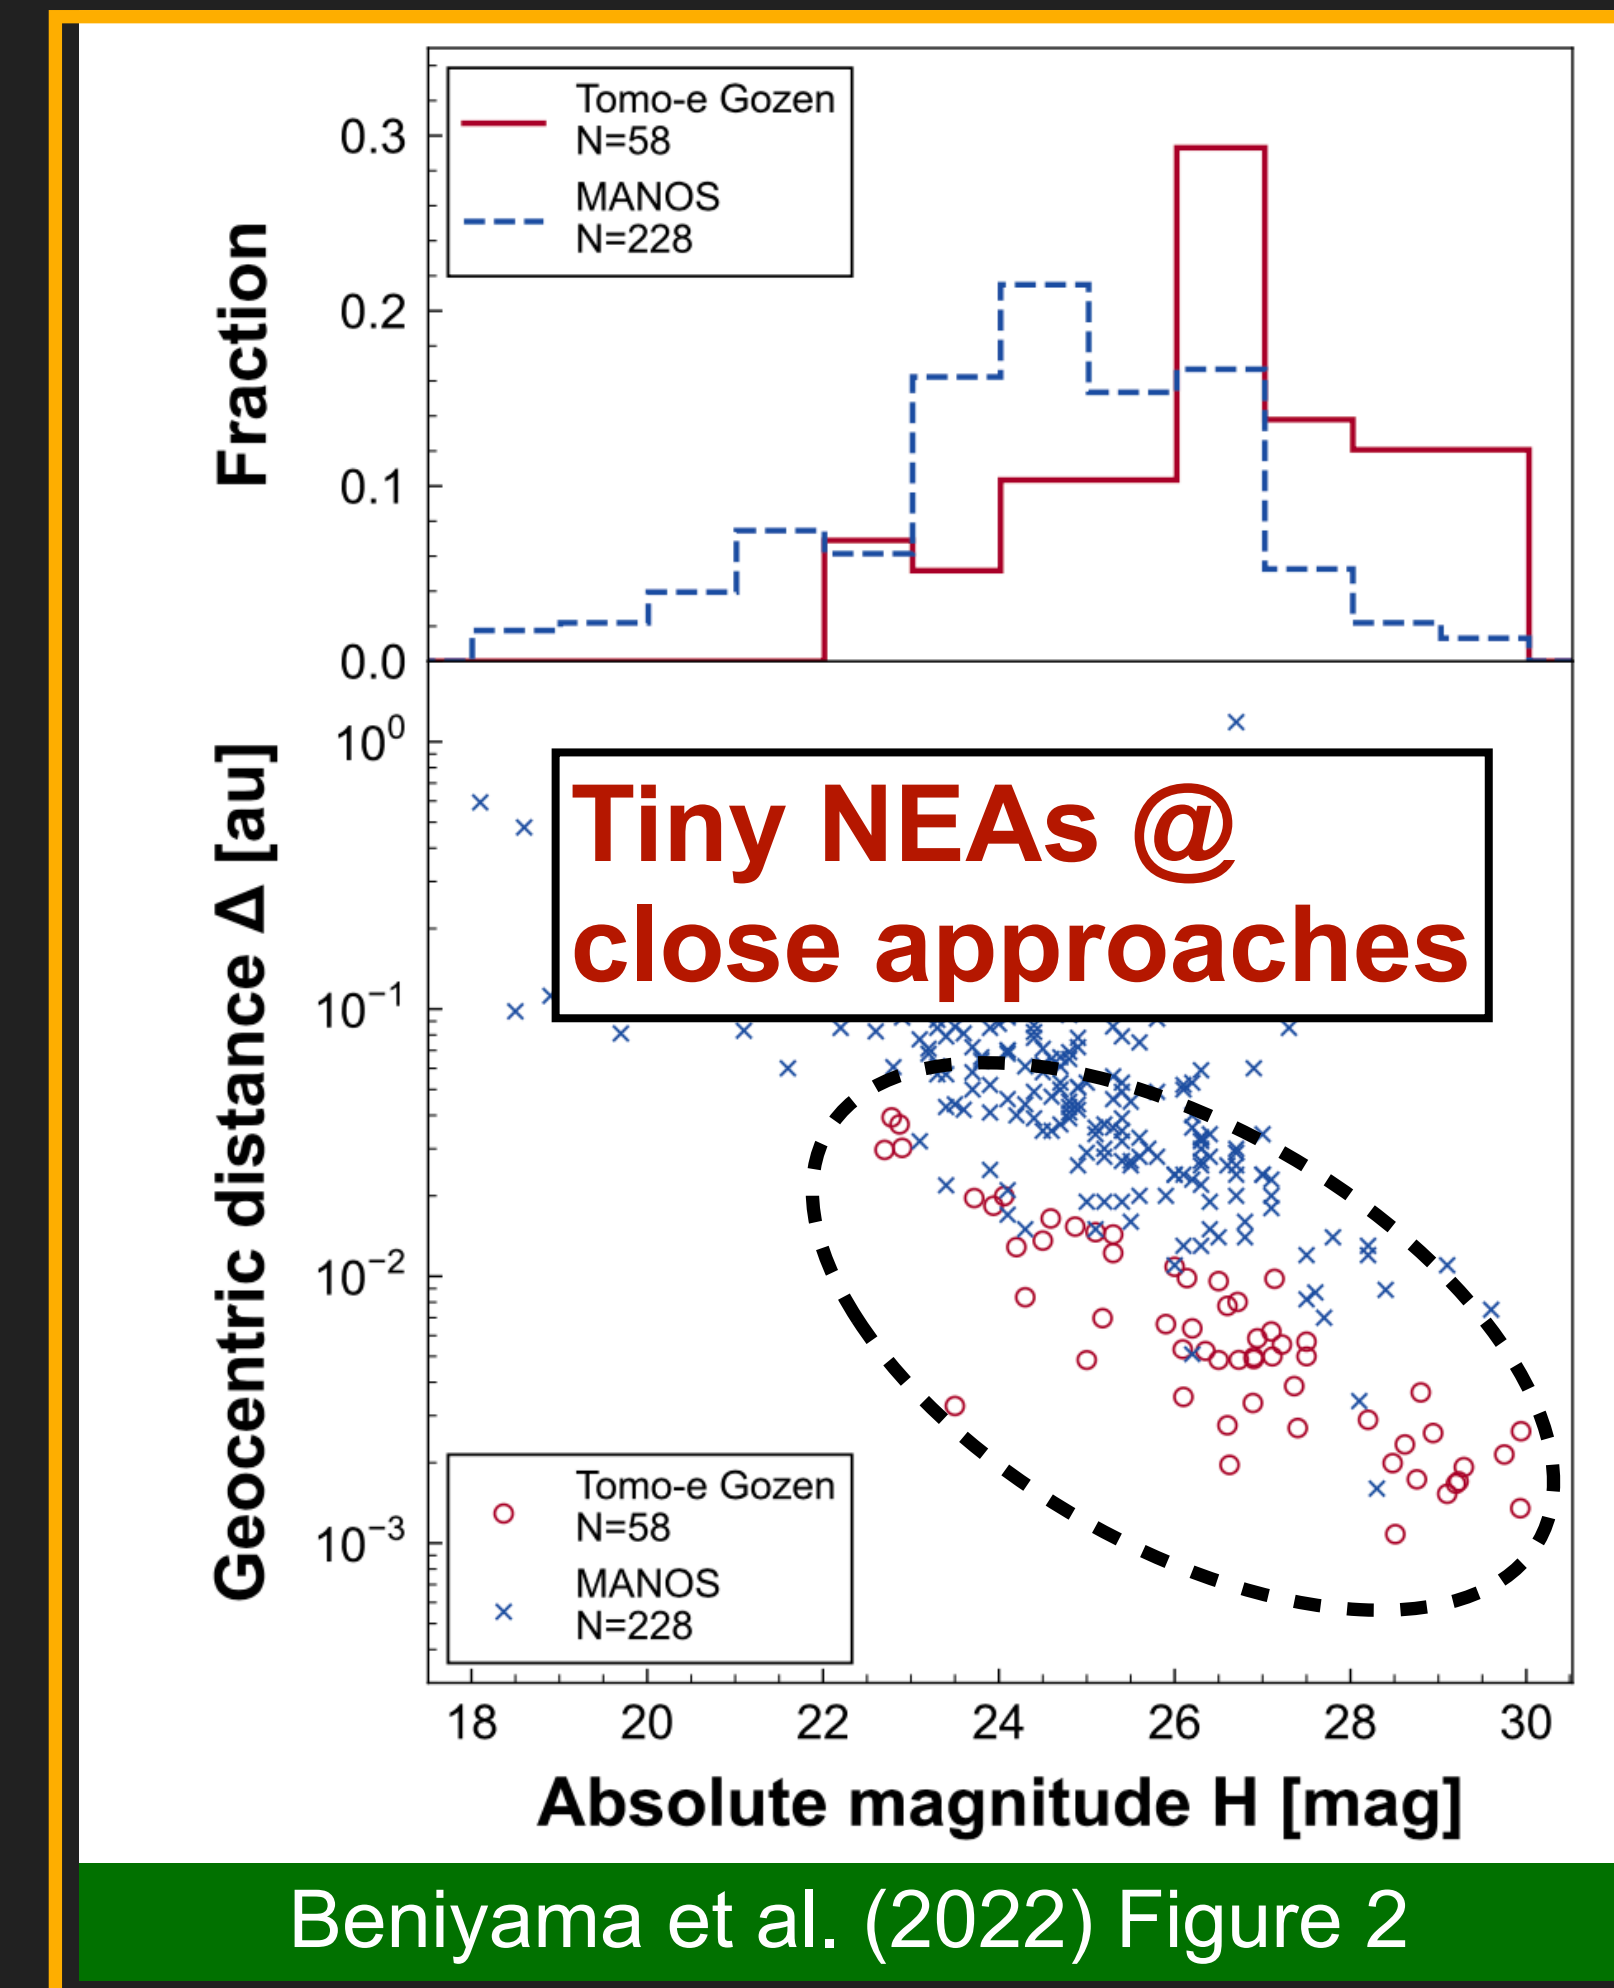 Tomo-e Gozen
N=58
MANOS
N=228
Fraction
0.3
0.2
0.1
0.0
Geocentric distance Δ [au]
10⁰
10⁻¹
10⁻²
10⁻³
Tiny NEAs @
close approaches
Tomo-e Gozen
N=58
MANOS
N=228
18 20 22 24 26 28 30
Absolute magnitude H [mag]
Beniyama et al. (2022) Figure 2